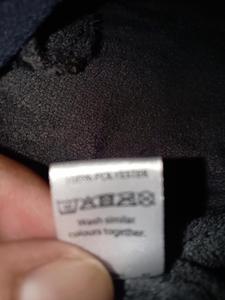 100% POLYESTER
Wash similar
colours together.